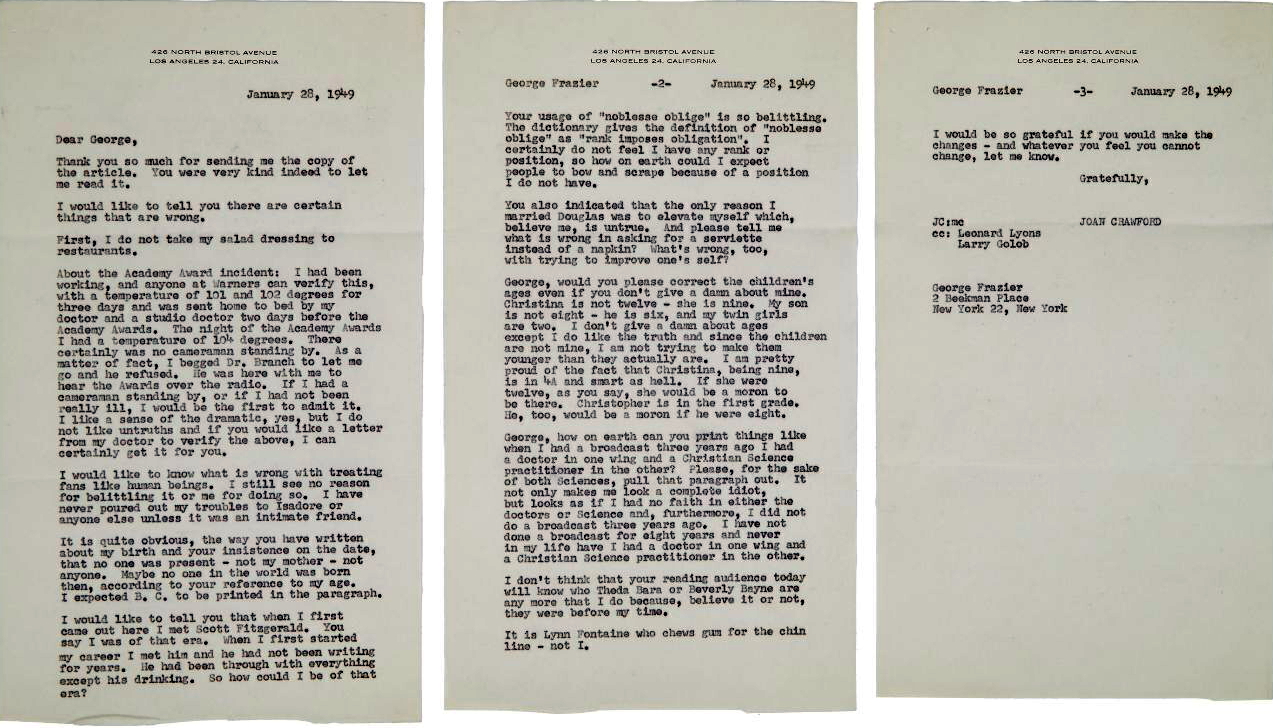 426 NORTH BRISTOL AVENUE
LOS ANGELES 24, CALIFORNIA
January 28, 1949
Dear George,
Thank you so much for sending me the copy of
the article. You were very kind indeed to let
me read it.
I would like to tell you there are certain
things that are wrong.
First, I do not take my salad dressing to
restaurants.
About the Academy Award incident: I had been
working, and anyone at Warners can verify this,
with a temperature of 101 and 102 degrees for
three days and was sent home to bed by my
doctor and a studio doctor two days before the
Academy Awards. The night of the Academy Awards
I had a temperature of 104 degrees. There
certainly was no cameraman standing by. As a
matter of fact, I begged Dr. Branch to let me
go and he refused. He was here with me to
hear the Awards over the radio. If I had a
cameraman standing by, or if I had not been
really ill, I would be the first to admit it.
I like a sense of the dramatic, yes, but I do
not like untruths and if you would like a letter
from my doctor to verify the above, I can
certainly get it for you.
I would like to know what is wrong with treating
fans like human beings. I still see no reason
for belittling it or me for doing so. I have
never poured out my troubles to Isadore or
anyone else unless it was an intimate friend.
It is quite obvious, the way you have written
about my birth and your insistence on the date,
that no one was present - not my mother - not
anyone. Maybe no one in the world was born
then, according to your reference to my age.
I expected B. C. to be printed in the paragraph.
I would like to tell you that when I first
came out here I met Scott Fitzgerald. You
say I was of that era. When I first started
my career I met him and he had not been writing
for years. He had been through with everything
except his drinking. So how could I be of that
era?
426 NORTH BRISTOL AVENUE
LOS ANGELES 24, CALIFORNIA
George Frazier -2- January 28, 1949
Your usage of "noblesse oblige" is so belittling.
The dictionary gives the definition of "noblesse
oblige" as "rank imposes obligation". I
certainly do not feel I have any rank or
position, so how on earth could I expect
people to bow and scrape because of a position
I do not have.
You also indicated that the only reason I
married Douglas was to elevate myself which,
believe me, is untrue. And please tell me
what is wrong in asking for a serviette
instead of a napkin? What's wrong, too,
with trying to improve one's self?
George, would you please correct the children's
ages even if you don't give a damn about mine.
Christina is not twelve - she is nine. My son
is not eight - he is six, and my twin girls
are two. I don't give a damn about ages
except I do like the truth and since the children
are not mine, I am not trying to make them
younger than they actually are. I am pretty
proud of the fact that Christina, being nine,
is in 4A and smart as hell. If she were
twelve, as you say, she would be a moron to
be there. Christopher is in the first grade.
He, too, would be a moron if he were eight.
George, how on earth can you print things like
when I had a broadcast three years ago I had
a doctor in one wing and a Christian Science
practitioner in the other? Please, for the sake
of both Sciences, pull that paragraph out. It
not only makes me look a complete idiot,
but looks as if I had no faith in either the
doctors or Science and, furthermore, I did not
do a broadcast three years ago. I have not
done a broadcast for eight years and never
in my life have I had a doctor in one wing and
a Christian Science practitioner in the other.
I don't think that your reading audience today
will know who Theda Bara or Beverly Bayne are
any more that I do because, believe it or not,
they were before my time.
It is Lynn Fontaine who chews gum for the chin
line - not I.
426 NORTH BRISTOL AVENUE
LOS ANGELES 24, CALIFORNIA
George Frazier -3- January 28, 1949
I would be so grateful if you would make the
changes - and whatever you feel you cannot
change, let me know.
Gratefully,
JC:mc JOAN CRAWFORD
cc: Leonard Lyons
Larry Golob
George Frazier
2 Beekman Place
New York 22, New York